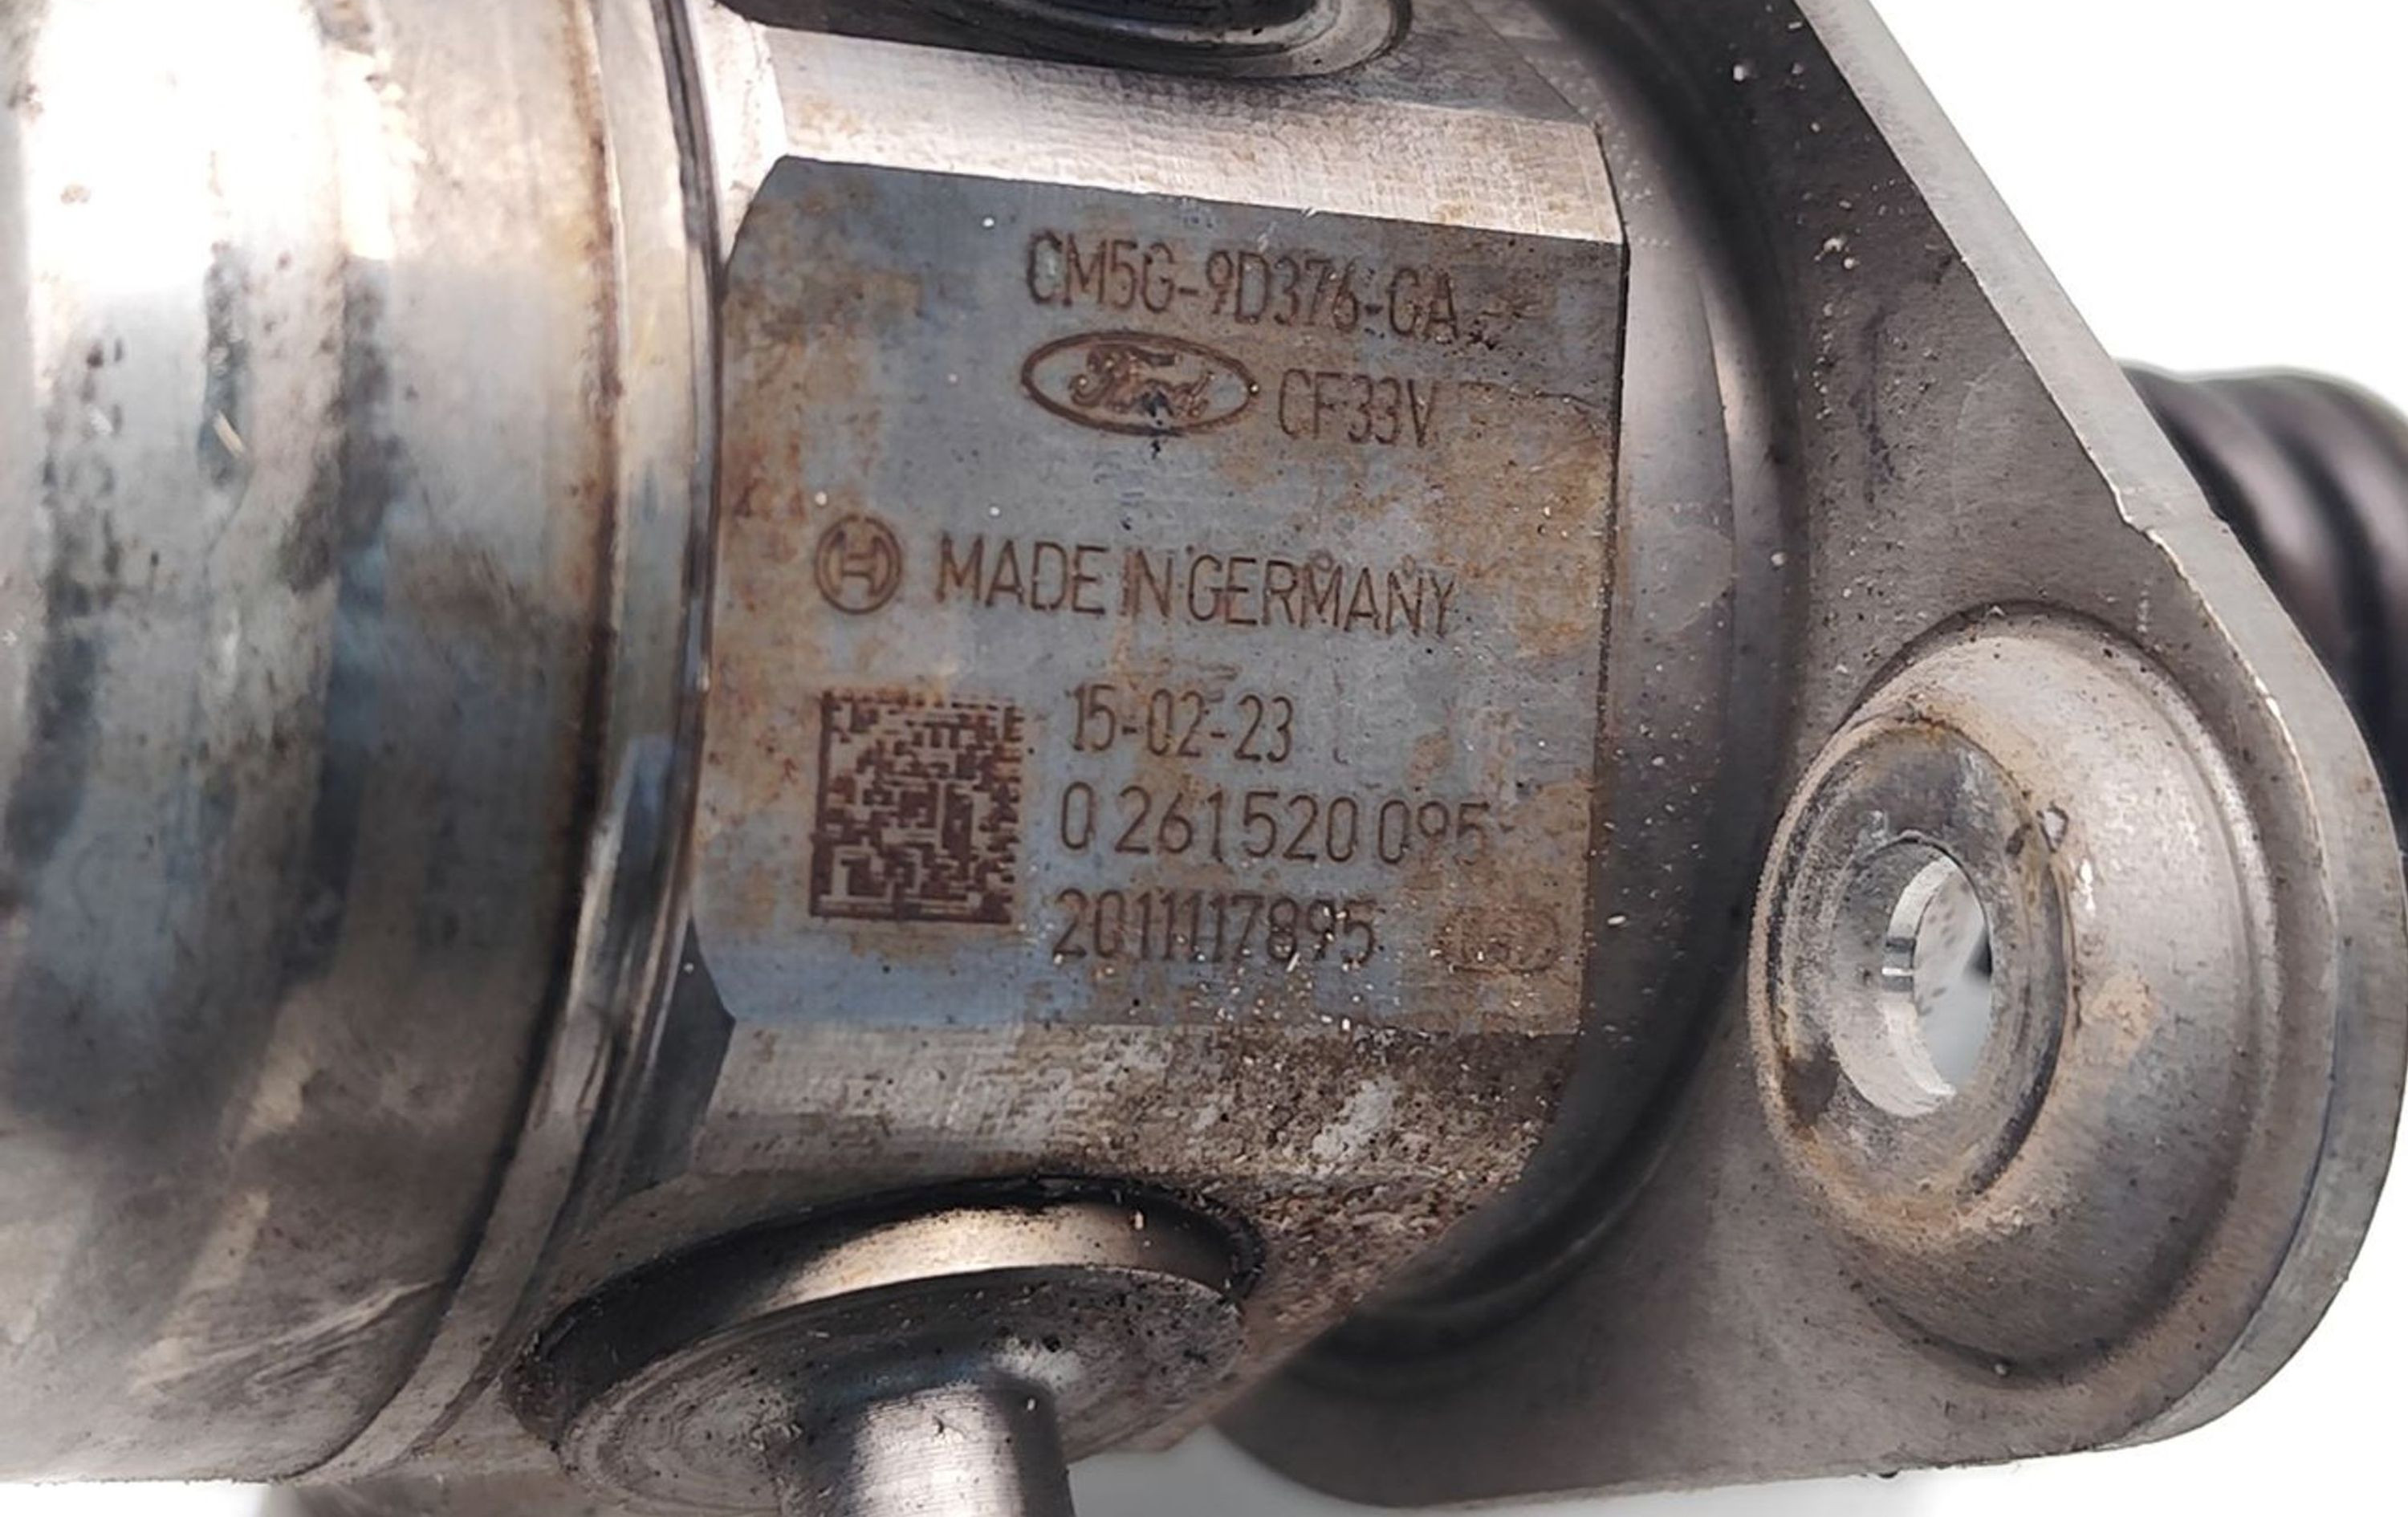 CM5G-9D376-GA
Ford CF33V
MADE IN GERMANY
15-02-23
0 261 520 095
2011117895